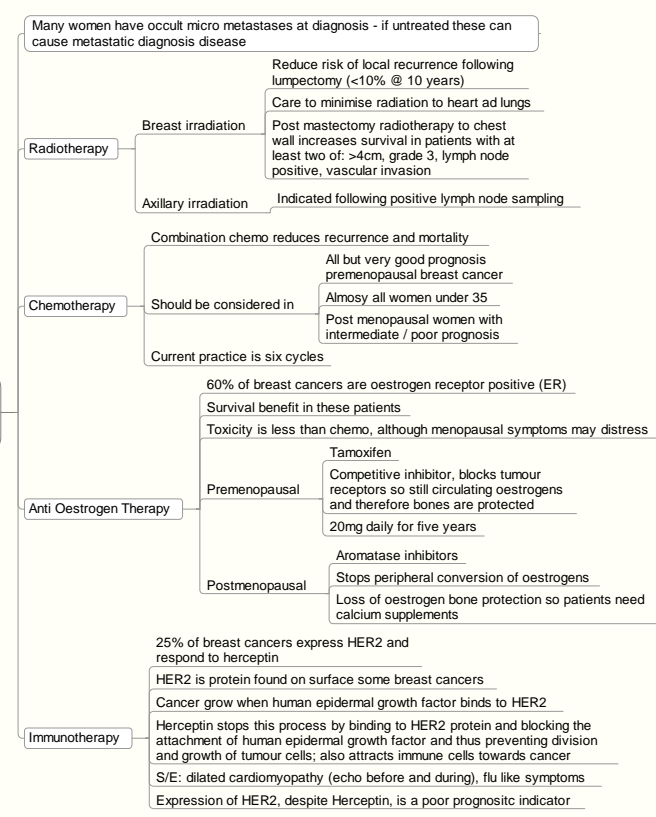 Many women have occult micro metastases at diagnosis - if untreated these can
cause metastatic diagnosis disease
Radiotherapy
Breast irradiation
Reduce risk of local recurrence following
lumpectomy (<10% @ 10 years)
Care to minimise radiation to heart ad lungs
Post mastectomy radiotherapy to chest
wall increases survival in patients with at
least two of: >4cm, grade 3, lymph node
positive, vascular invasion
Axillary irradiation
Indicated following positive lymph node sampling
Chemotherapy
Combination chemo reduces recurrence and mortality
Should be considered in
All but very good prognosis
premenopausal breast cancer
Almosy all women under 35
Post menopausal women with
intermediate / poor prognosis
Current practice is six cycles
Anti Oestrogen Therapy
60% of breast cancers are oestrogen receptor positive (ER)
Survival benefit in these patients
Toxicity is less than chemo, although menopausal symptoms may distress
Premenopausal
Tamoxifen
Competitive inhibitor, blocks tumour
receptors so still circulating oestrogens
and therefore bones are protected
20mg daily for five years
Postmenopausal
Aromatase inhibitors
Stops peripheral conversion of oestrogens
Loss of oestrogen bone protection so patients need
calcium supplements
Immunotherapy
25% of breast cancers express HER2 and
respond to herceptin
HER2 is protein found on surface some breast cancers
Cancer grow when human epidermal growth factor binds to HER2
Herceptin stops this process by binding to HER2 protein and blocking the
attachment of human epidermal growth factor and thus preventing division
and growth of tumour cells; also attracts immune cells towards cancer
S/E: dilated cardiomyopathy (echo before and during), flu like symptoms
Expression of HER2, despite Herceptin, is a poor prognositc indicator